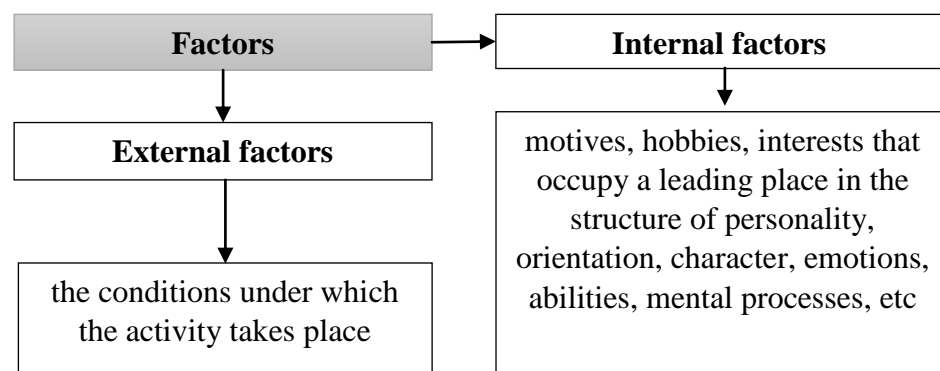 Factors
Internal factors
External factors
motives, hobbies, interests that
occupy a leading place in the
structure of personality,
orientation, character, emotions,
abilities, mental processes, etc
the conditions under which
the activity takes place